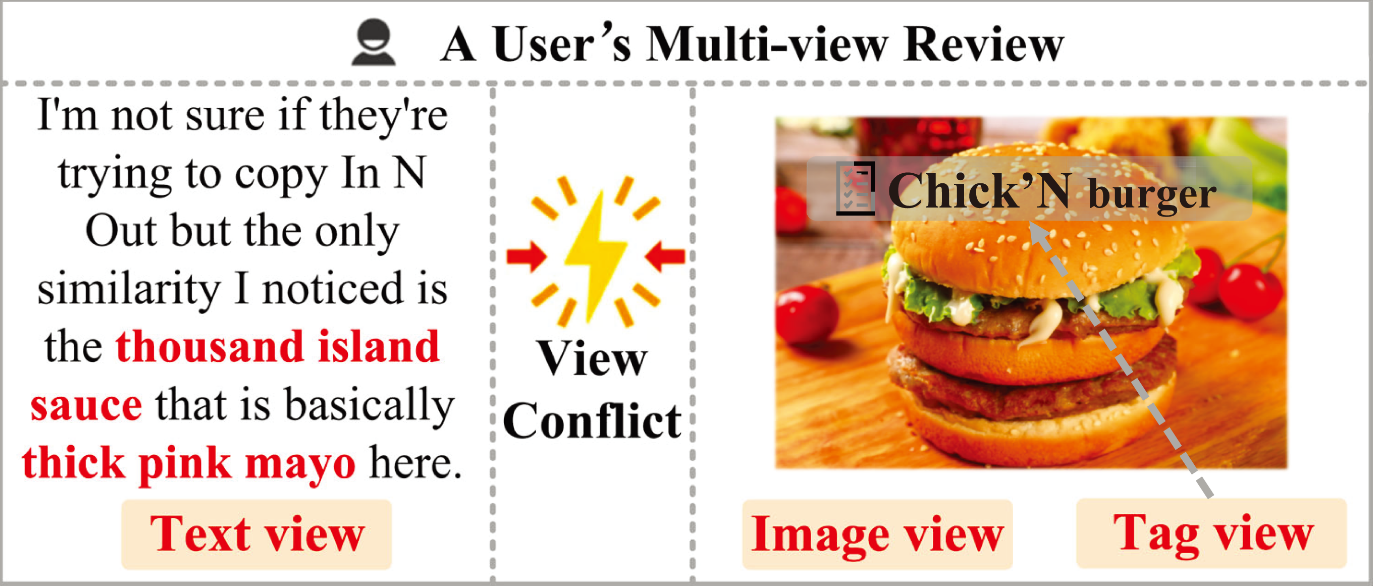 A User’s Multi-view Review
I'm not sure if they're
trying to copy In N
Out but the only
similarity I noticed is
the thousand island
sauce that is basically
thick pink mayo here.
Text view
View
Conflict
Chick’N burger
Image view
Tag view